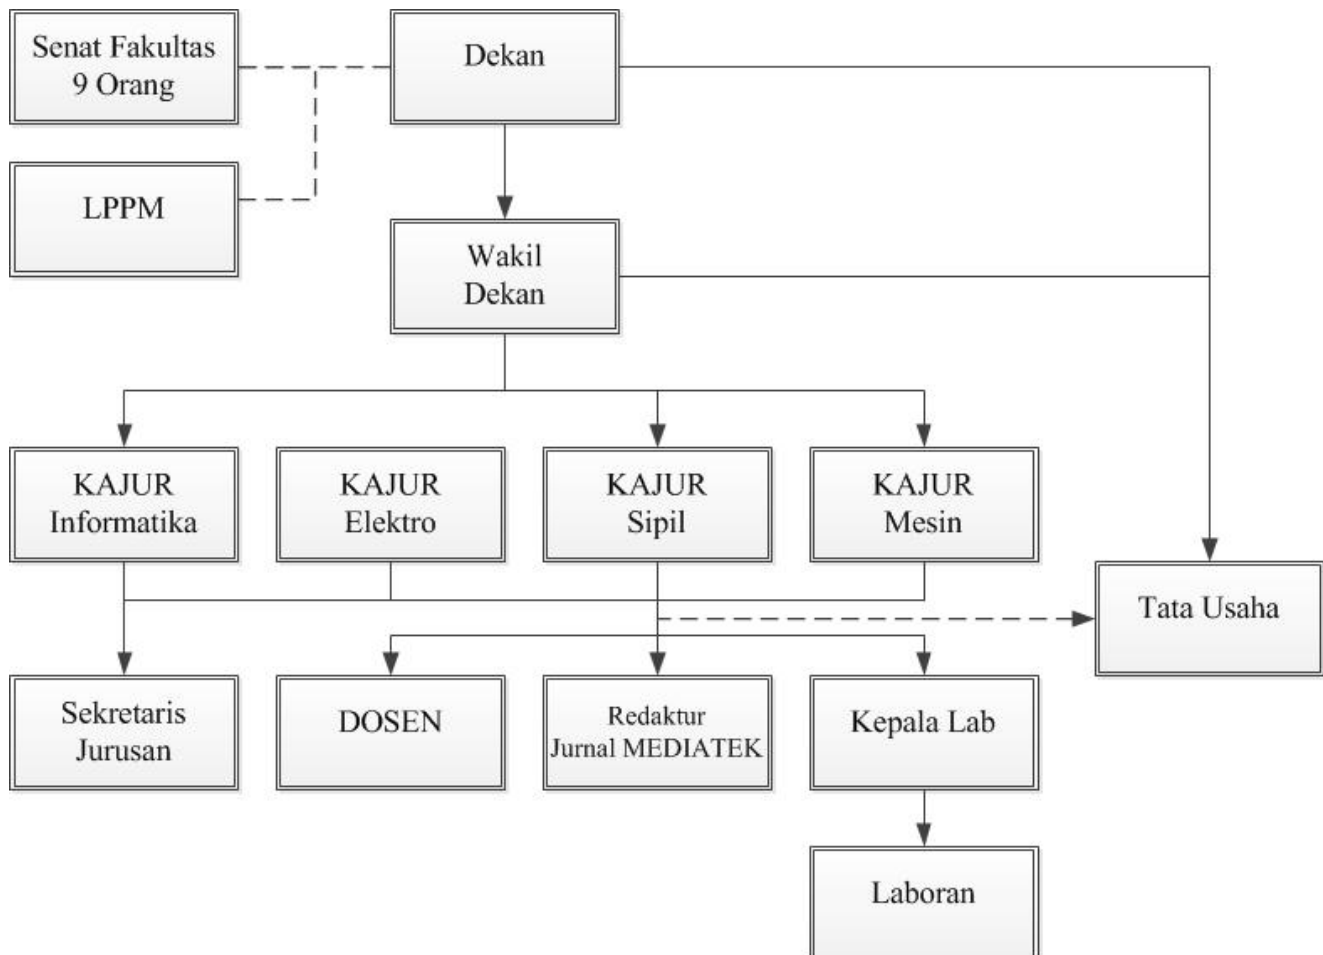 Senat Fakultas
9 Orang
Dekan
LPPM
Wakil
Dekan
KAJUR
Informatika
KAJUR
Elektro
KAJUR
Sipil
KAJUR
Mesin
Tata Usaha
Sekretaris
Jurusan
DOSEN
Redaktur
Jurnal MEDIATEK
Kepala Lab
Laboran